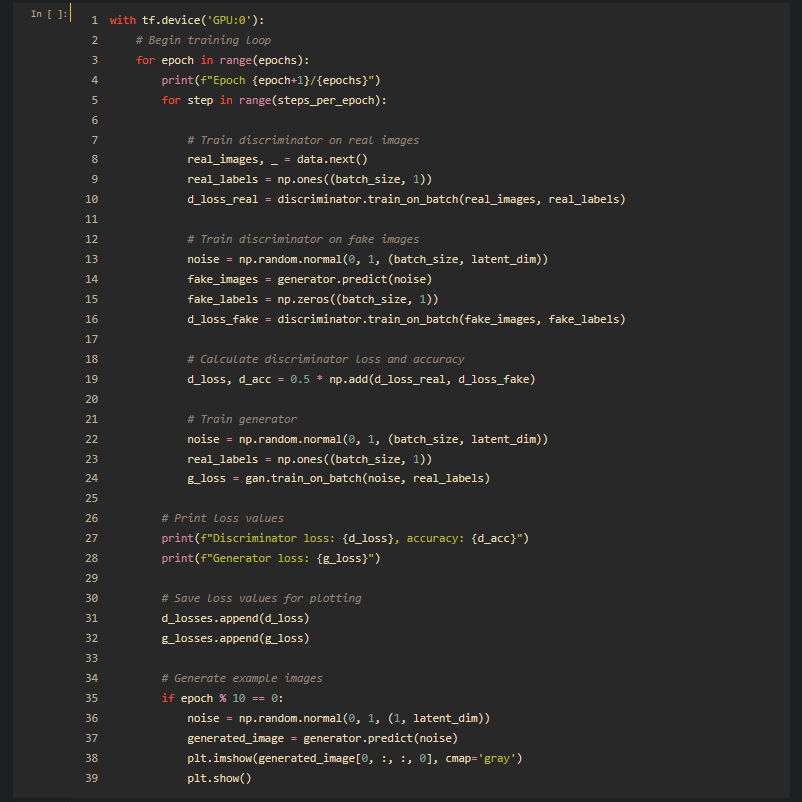 In [ ]:
1 with tf.device('GPU:0'):
2     # Begin training loop
3     for epoch in range(epochs):
4         print(f"Epoch {epoch+1}/{epochs}")
5         for step in range(steps_per_epoch):
6
7             # Train discriminator on real images
8             real_images, _ = data.next()
9             real_labels = np.ones((batch_size, 1))
10             d_loss_real = discriminator.train_on_batch(real_images, real_labels)
11
12             # Train discriminator on fake images
13             noise = np.random.normal(0, 1, (batch_size, latent_dim))
14             fake_images = generator.predict(noise)
15             fake_labels = np.zeros((batch_size, 1))
16             d_loss_fake = discriminator.train_on_batch(fake_images, fake_labels)
17
18             # Calculate discriminator loss and accuracy
19             d_loss, d_acc = 0.5 * np.add(d_loss_real, d_loss_fake)
20
21             # Train generator
22             noise = np.random.normal(0, 1, (batch_size, latent_dim))
23             real_labels = np.ones((batch_size, 1))
24             g_loss = gan.train_on_batch(noise, real_labels)
25
26         # Print loss values
27         print(f"Discriminator loss: {d_loss}, accuracy: {d_acc}")
28         print(f"Generator loss: {g_loss}")
29
30         # Save loss values for plotting
31         d_losses.append(d_loss)
32         g_losses.append(g_loss)
33
34         # Generate example images
35         if epoch % 10 == 0:
36             noise = np.random.normal(0, 1, (1, latent_dim))
37             generated_image = generator.predict(noise)
38             plt.imshow(generated_image[0, :, :, 0], cmap='gray')
39             plt.show()